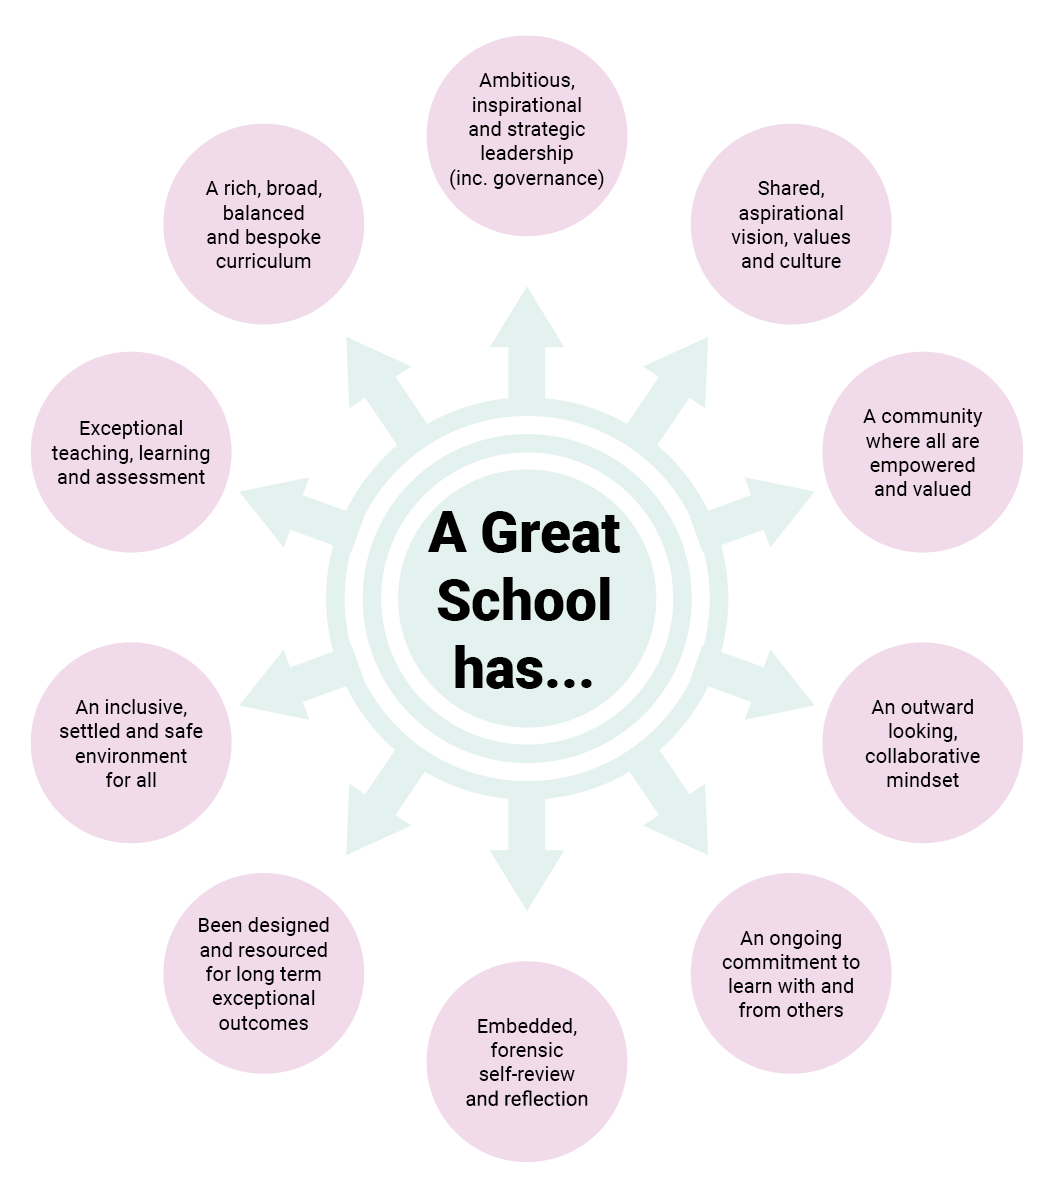 A Great
School
has...
Ambitious,
inspirational
and strategic
leadership
(inc. governance)
Shared,
aspirational
vision, values
and culture
A community
where all are
empowered
and valued
An outward
looking,
collaborative
mindset
An ongoing
commitment to
learn with and
from others
Embedded,
forensic
self-review
and reflection
Been designed
and resourced
for long term
exceptional
outcomes
An inclusive,
settled and safe
environment
for all
Exceptional
teaching, learning
and assessment
A rich, broad,
balanced
and bespoke
curriculum